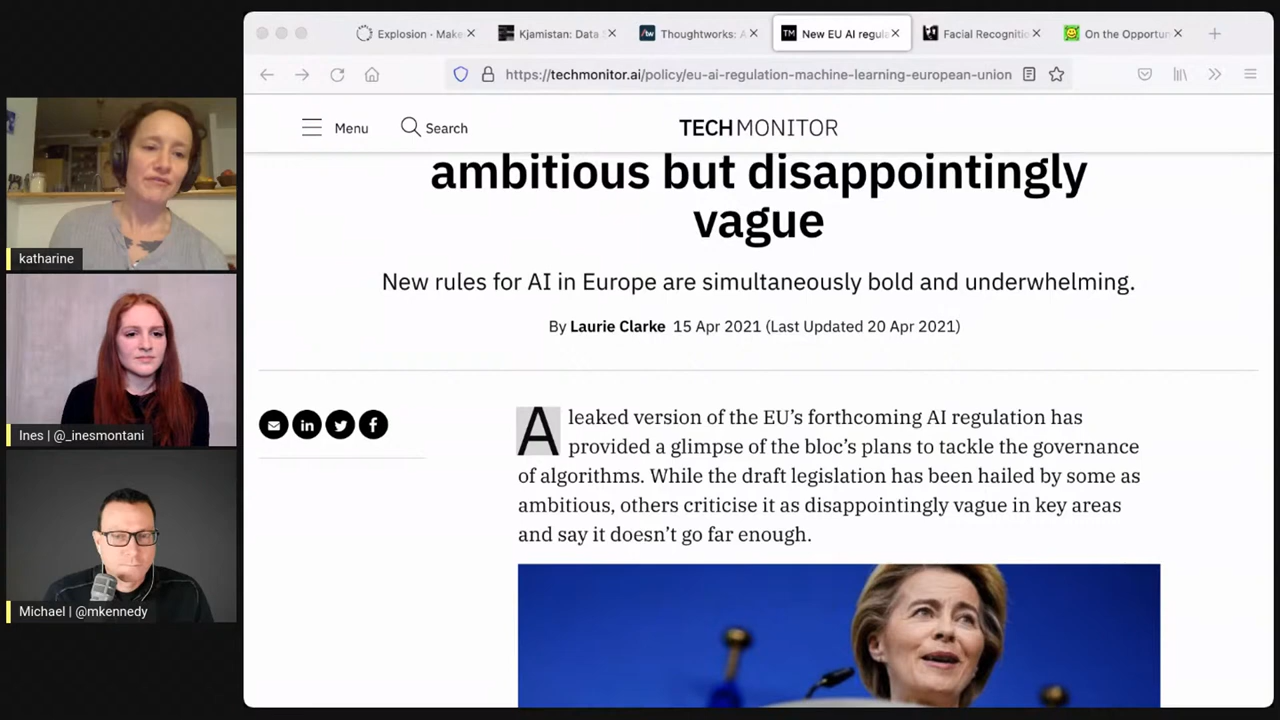 Explosion · Make
Kjamistan: Data
Thoughtworks: A
TM New EU AI regula
Facial Recognitic
On the Opportun
https://techmonitor.ai/policy/eu-ai-regulation-machine-learning-european-union
Menu
Search
TECHMONITOR
ambitious but disappointingly
vague
New rules for AI in Europe are simultaneously bold and underwhelming.
By Laurie Clarke 15 Apr 2021 (Last Updated 20 Apr 2021)
A leaked version of the EU’s forthcoming AI regulation has
provided a glimpse of the bloc’s plans to tackle the governance
of algorithms. While the draft legislation has been hailed by some as
ambitious, others criticise it as disappointingly vague in key areas
and say it doesn’t go far enough.
katharine
Ines | @_inesmontani
Michael | @mkennedy